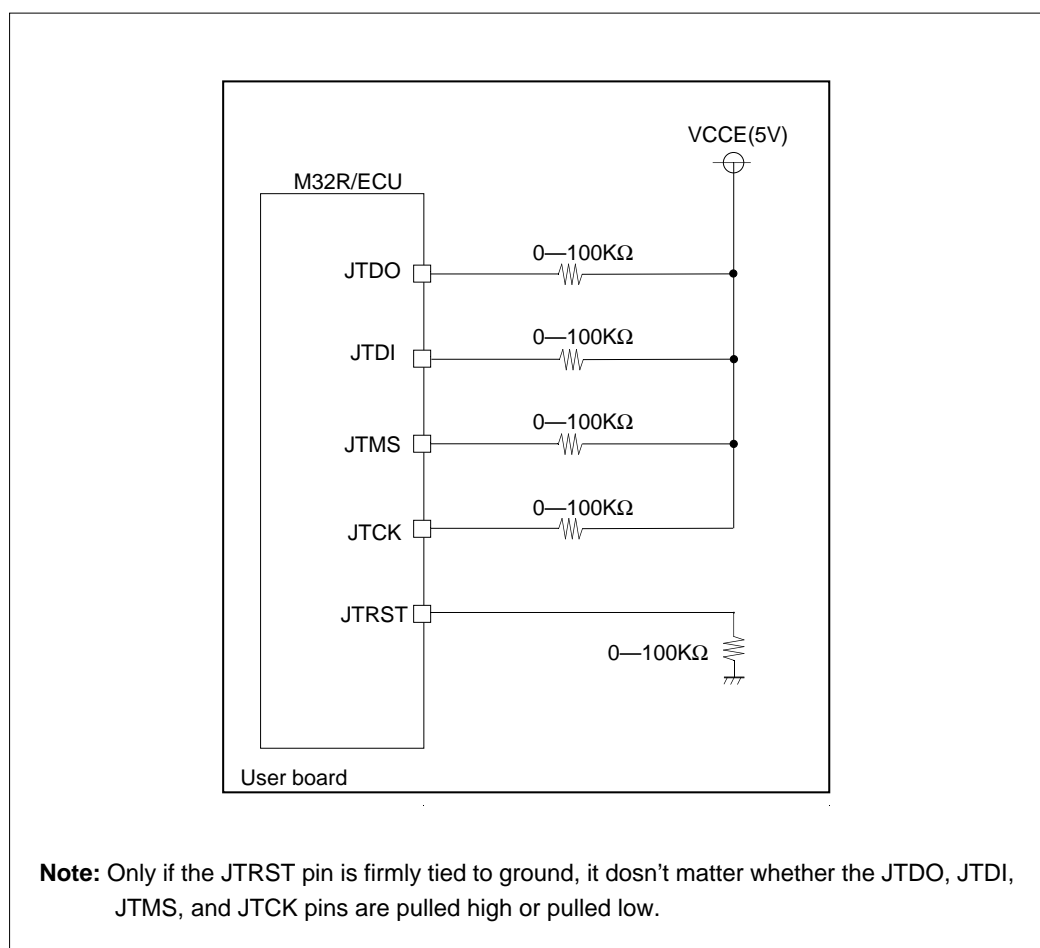 VCCE(5V)
M32R/ECU
0—100KΩ
JTDO
0—100KΩ
JTDI
0—100KΩ
JTMS
0—100KΩ
JTCK
JTRST
0—100KΩ
User board
Note: Only if the JTRST pin is firmly tied to ground, it dosn't matter whether the JTDO, JTDI,
JTMS, and JTCK pins are pulled high or pulled low.